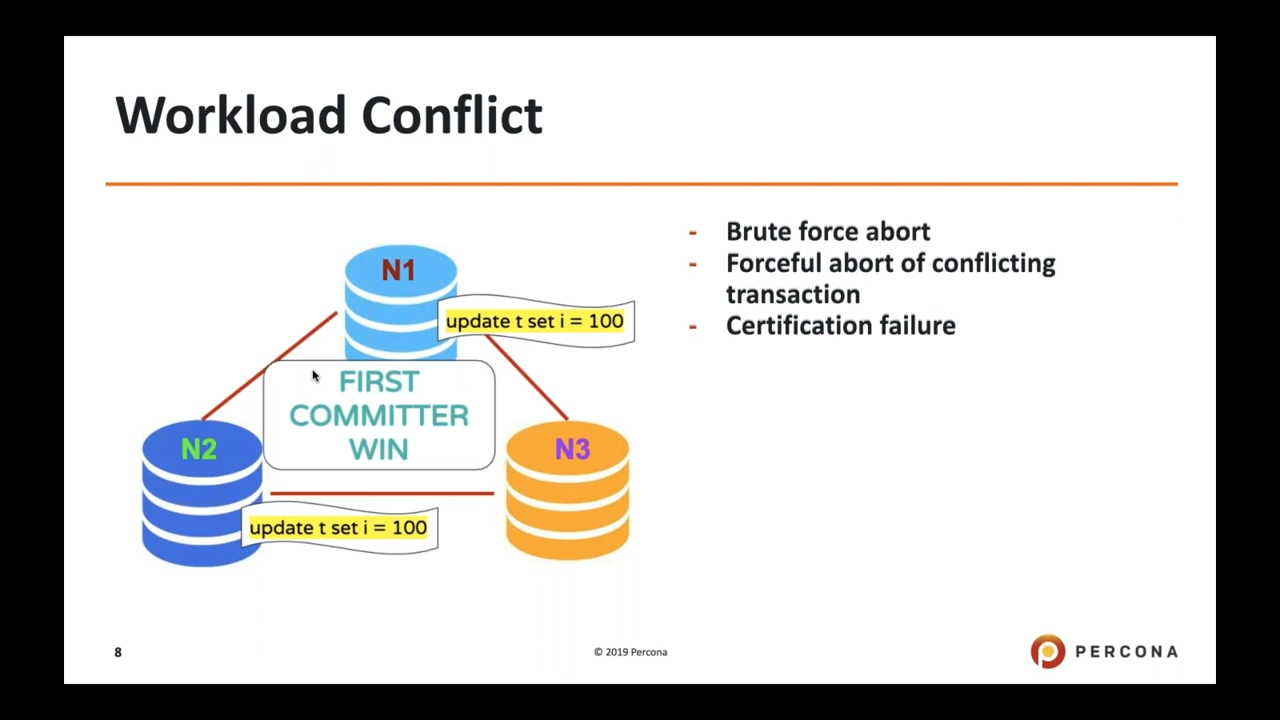 Workload Conflict
N1
update t set i = 100
FIRST
COMMITTER
WIN
N2
N3
update t set i = 100
- Brute force abort
- Forceful abort of conflicting
transaction
- Certification failure
8
© 2019 Percona
PERCONA